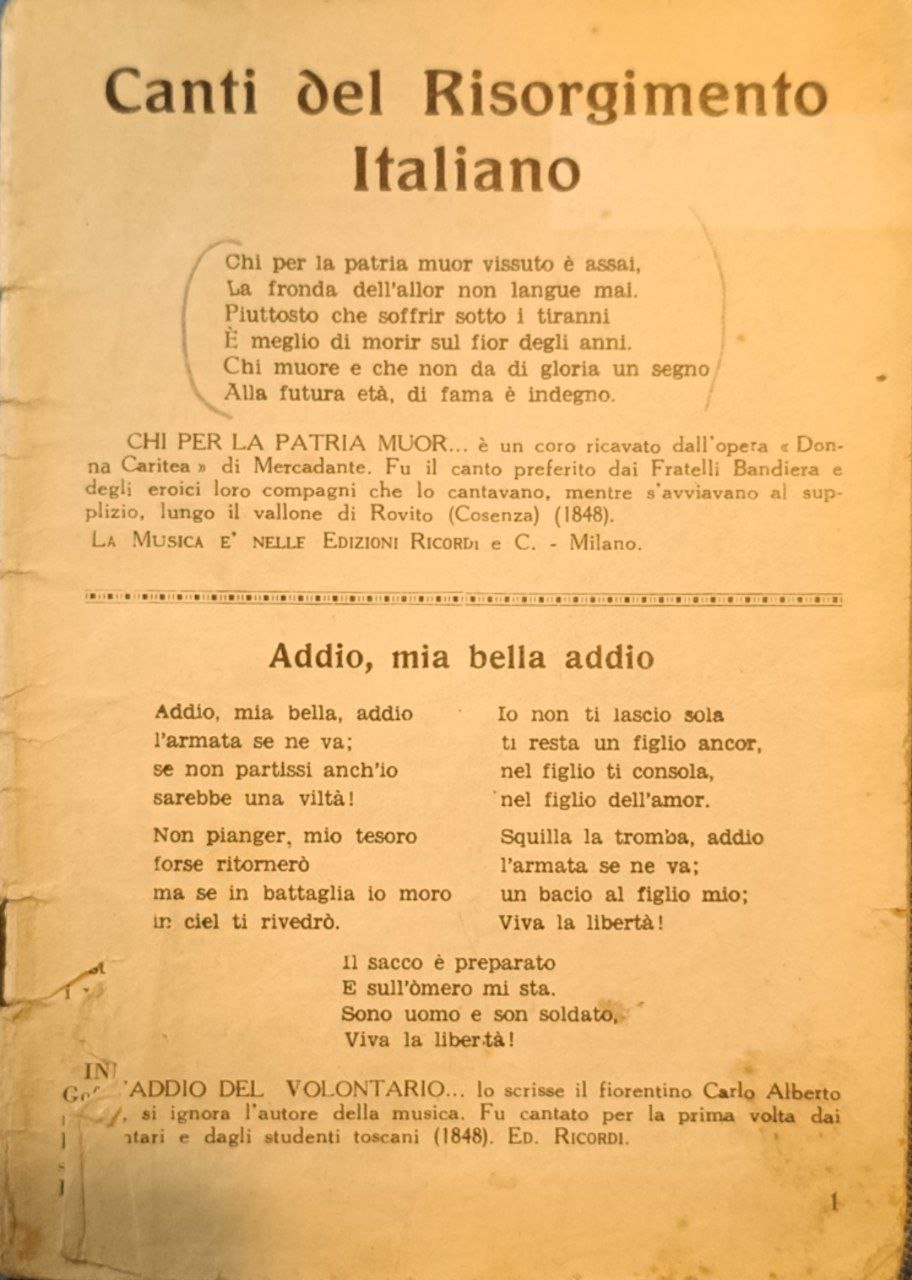 Canti del Risorgimento
Italiano
Chi per la patria muor vissuto è assai,
La fronda dell'allor non langue mai.
Piuttosto che soffrir sotto i tiranni
È meglio di morir sul fior degli anni.
Chi muore e che non da di gloria un segno
Alla futura età, di fama è indegno.
CHI PER LA PATRIA MUOR... è un coro ricavato dall'opera « Don-
na Caritea » di Mercadante. Fu il canto preferito dai Fratelli Bandiera e
degli eroici loro compagni che lo cantavano, mentre s'avviavano al sup-
plizio, lungo il vallone di Rovito (Cosenza) (1848).
LA MUSICA E' NELLE EDIZIONI RICORDI e C. - Milano.
Addio, mia bella addio
Addio, mia bella, addio
l'armata se ne va;
se non partissi anch'io
sarebbe una viltà!
Non pianger, mio tesoro
forse ritornerò
ma se in battaglia io moro
in ciel ti rivedrò.
Io non ti lascio sola
ti resta un figlio ancor,
nel figlio ti consola,
nel figlio dell'amor.
Squilla la tromba, addio
l'armata se ne va;
un bacio al figlio mio;
Viva la libertà!
Il sacco è preparato
E sull'òmero mi sta.
Sono uomo e son soldato,
Viva la libertà!
'ADDIO DEL VOLONTARIO... lo scrisse il fiorentino Carlo Alberto
, si ignora l'autore della musica. Fu cantato per la prima volta dai
ntari e dagli studenti toscani (1848). ED. RICORDI.
1